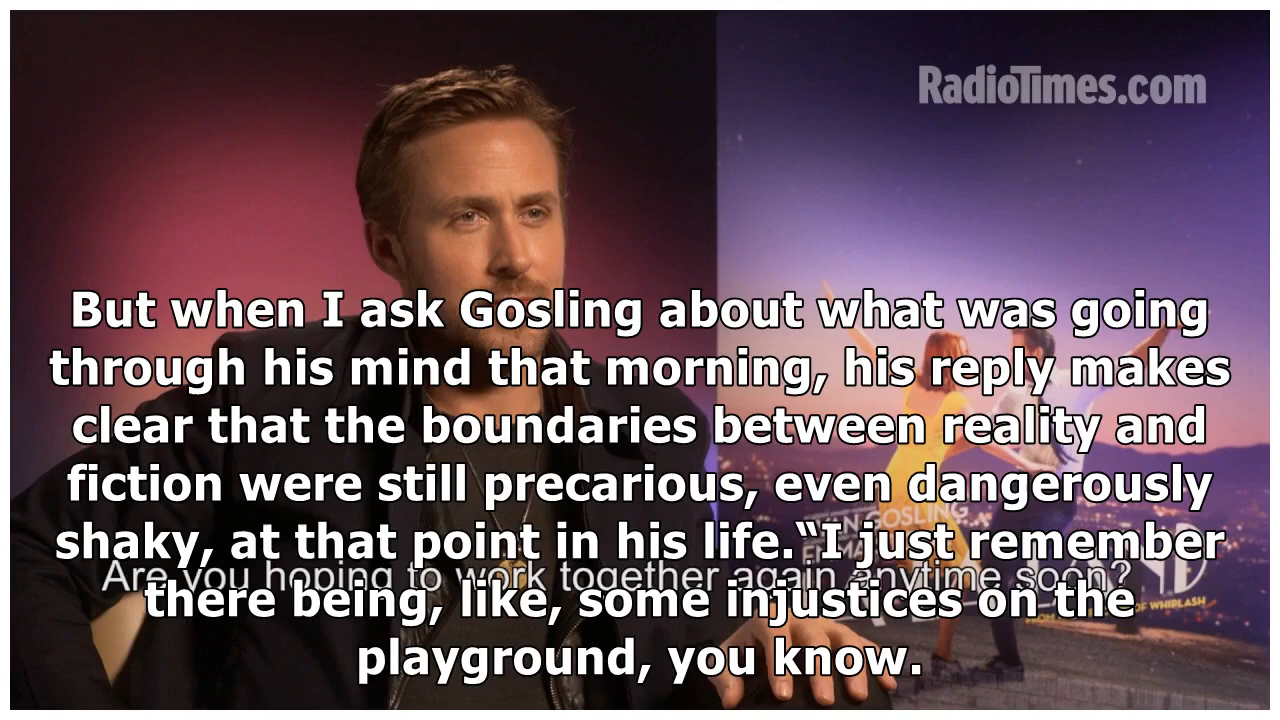 RadioTimes.com
But when I ask Gosling about what was going
through his mind that morning, his reply makes
clear that the boundaries between reality and
fiction were still precarious, even dangerously
shaky, at that point in his life.“I just remember
Are you hoping to work together again anytime soon?
there being, like, some injustices on the
playground, you know.
GOSLING
OF WHIPLASH